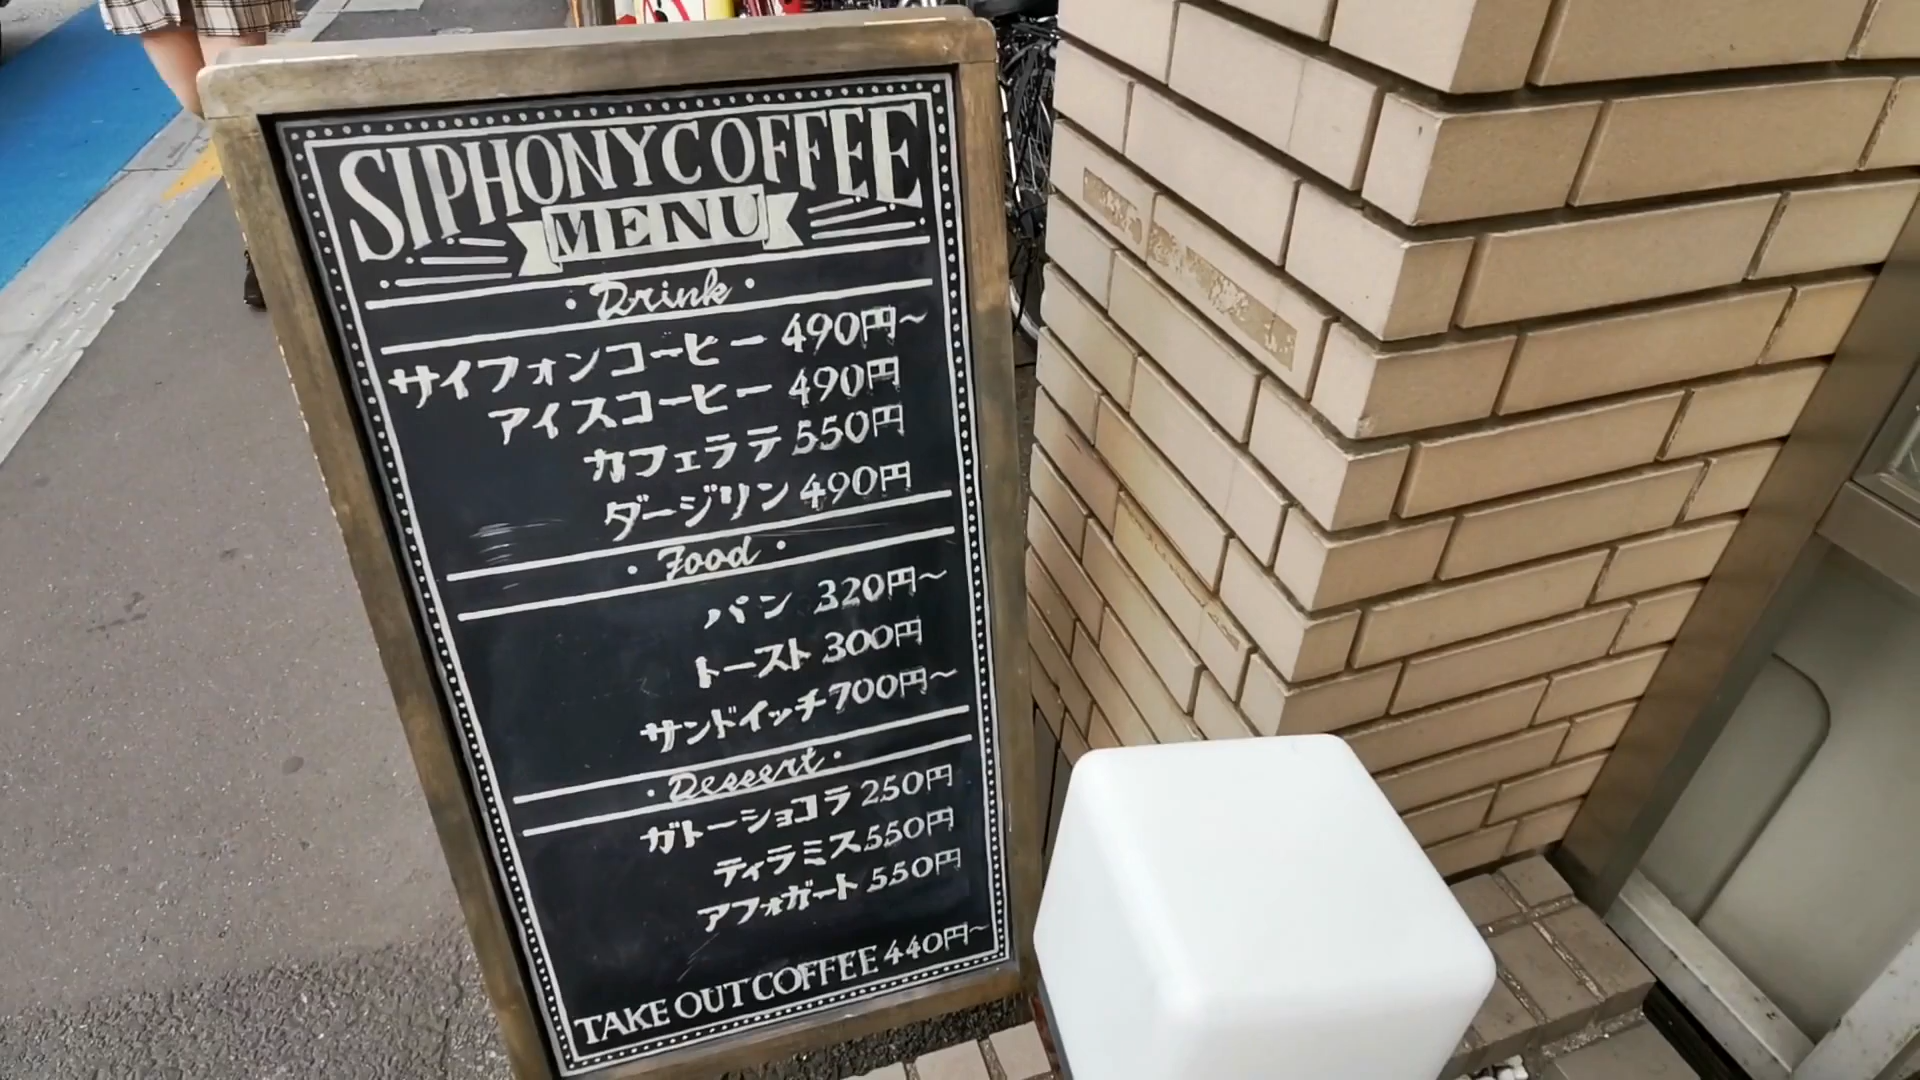 SIPHONYCOFFEE
MENU
・Drink・
サイフォンコーヒー 490円～
アイスコーヒー 490円
カフェラテ 550円
ダージリン 490円
・Food・
パン 320円～
トースト 300円
サンドイッチ 700円～
・Dessert・
ガトーショコラ 250円
ティラミス 550円
アフォガート 550円
TAKE OUT COFFEE 440円～